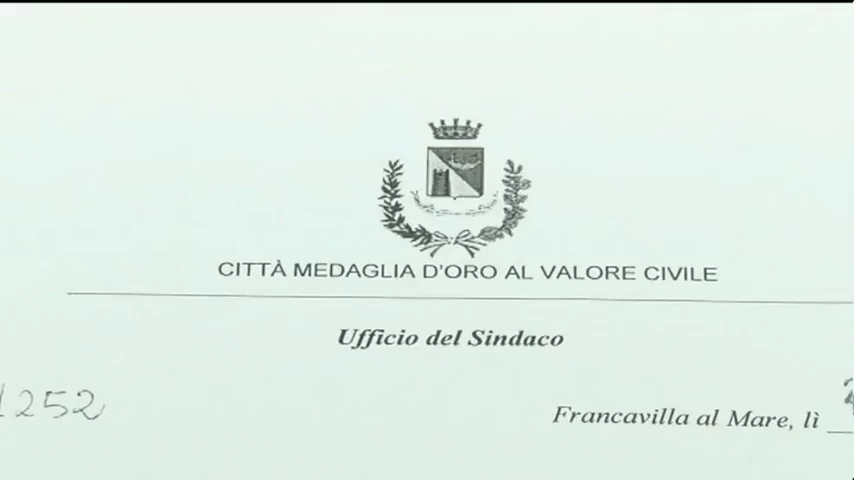 CITTÀ MEDAGLIA D'ORO AL VALORE CIVILE
Ufficio del Sindaco
1252
Francavilla al Mare, lì